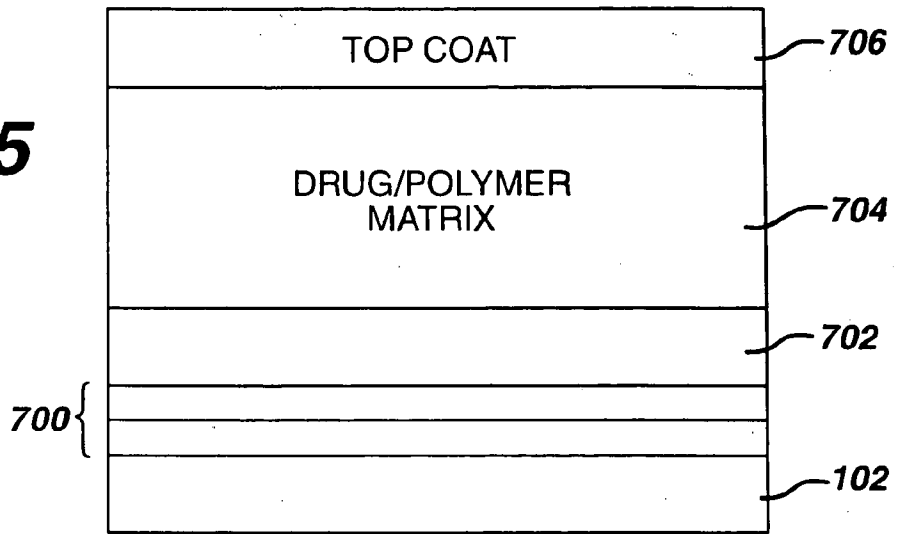 TOP COAT
706
5
DRUG/POLYMER
MATRIX
704
702
700
102